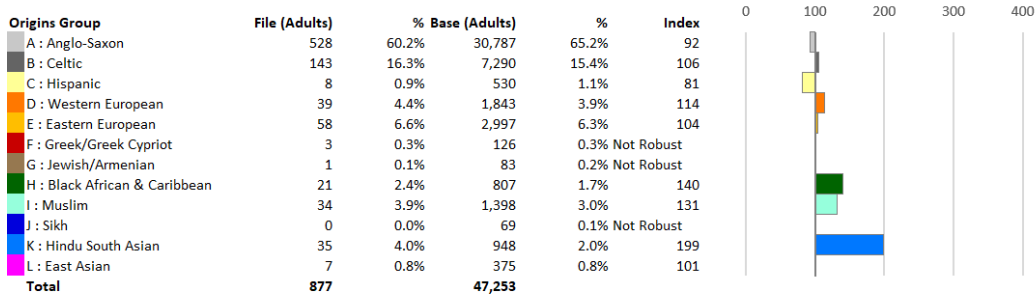 0 100 200 300 400
Origins Group File (Adults) % Base (Adults) % Index
A : Anglo-Saxon 528 60.2% 30,787 65.2% 92
B : Celtic 143 16.3% 7,290 15.4% 106
C : Hispanic 8 0.9% 530 1.1% 81
D : Western European 39 4.4% 1,843 3.9% 114
E : Eastern European 58 6.6% 2,997 6.3% 104
F : Greek/Greek Cypriot 3 0.3% 126 0.3% Not Robust
G : Jewish/Armenian 1 0.1% 83 0.2% Not Robust
H : Black African & Caribbean 21 2.4% 807 1.7% 140
I : Muslim 34 3.9% 1,398 3.0% 131
J : Sikh 0 0.0% 69 0.1% Not Robust
K : Hindu South Asian 35 4.0% 948 2.0% 199
L : East Asian 7 0.8% 375 0.8% 101
Total 877 47,253